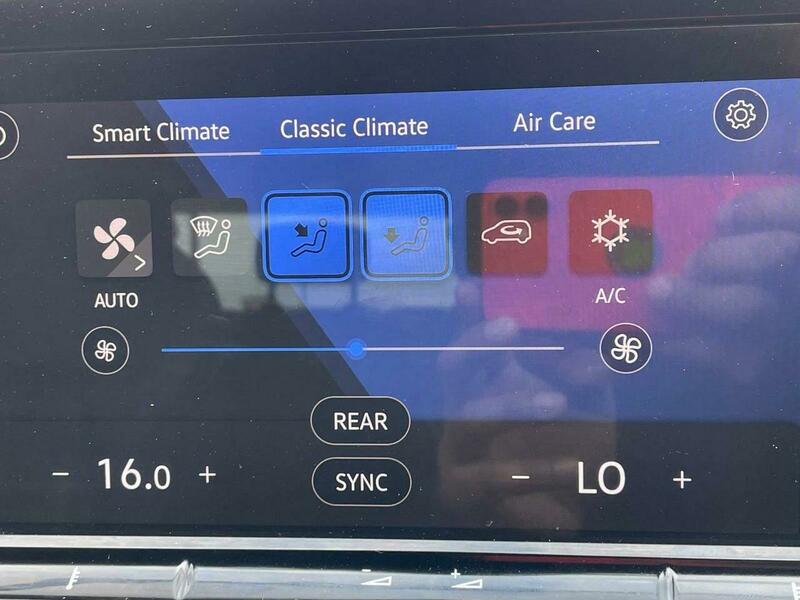 Smart Climate
Classic Climate
Air Care
AUTO
A/C
REAR
SYNC
− 16.0 +
− LO +